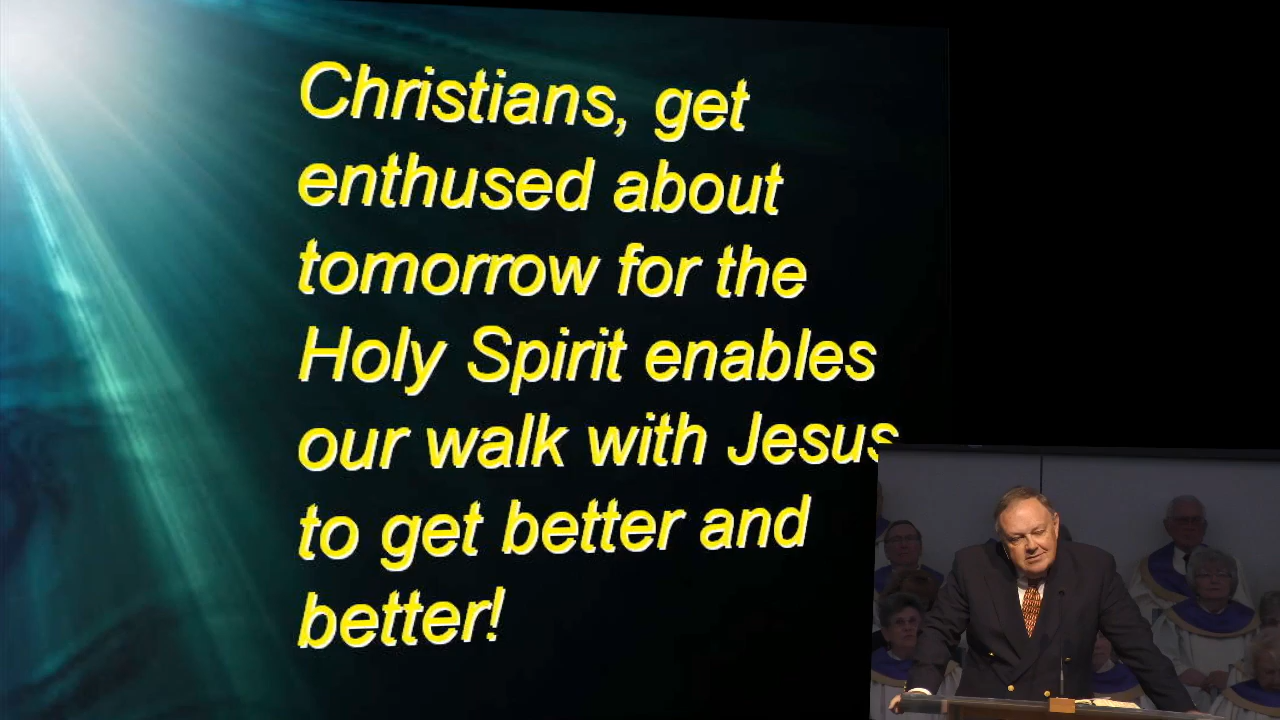 Christians, get
enthused about
tomorrow for the
Holy Spirit enables
our walk with Jesus
to get better and
better!